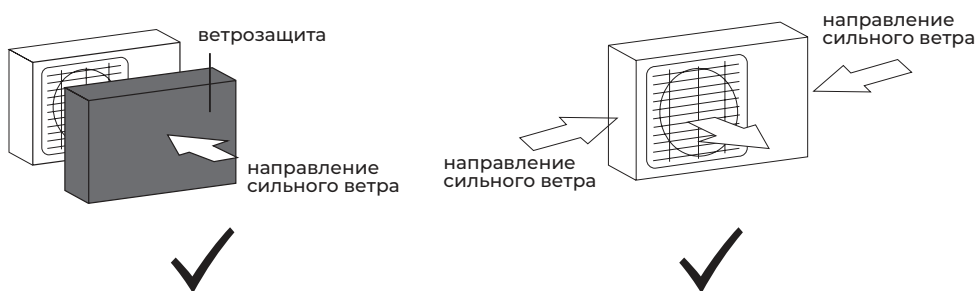 ветрозащита
направление
сильного ветра
направление
сильного ветра
направление
сильного ветра